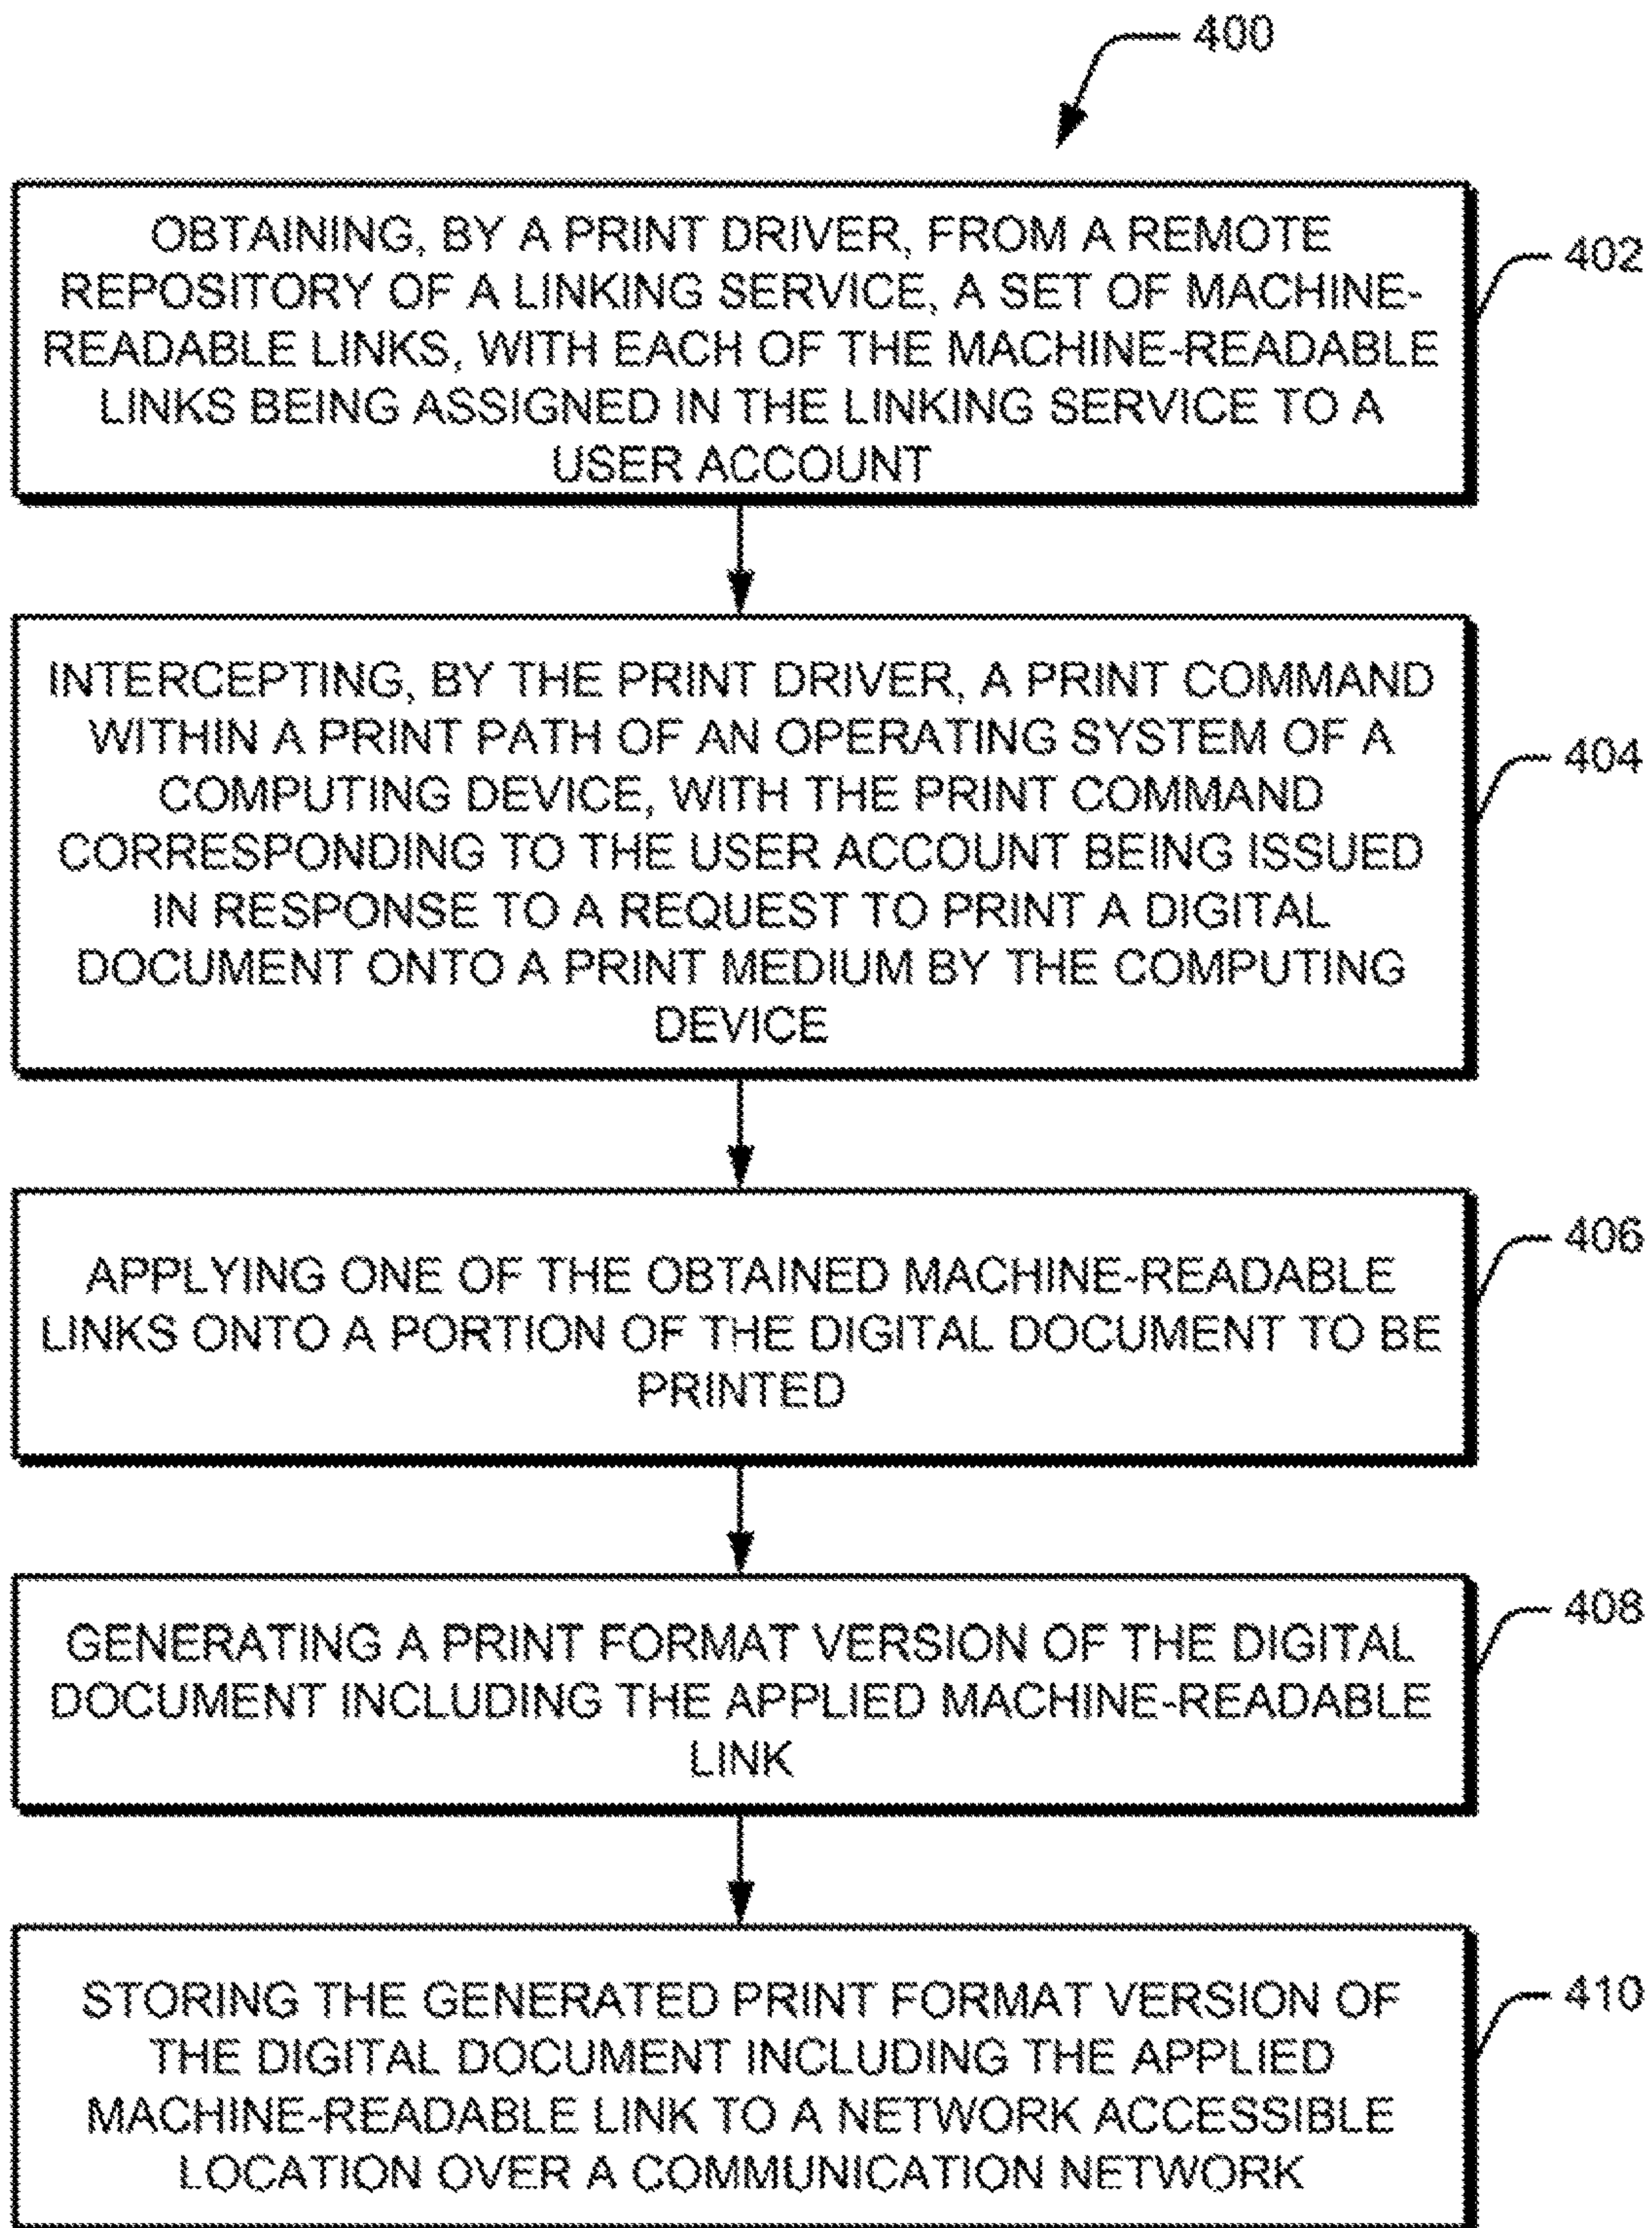 400
OBTAINING, BY A PRINT DRIVER, FROM A REMOTE
REPOSITORY OF A LINKING SERVICE, A SET OF MACHINE-
READABLE LINKS, WITH EACH OF THE MACHINE-READABLE
LINKS BEING ASSIGNED IN THE LINKING SERVICE TO A
USER ACCOUNT
402
INTERCEPTING, BY THE PRINT DRIVER, A PRINT COMMAND
WITHIN A PRINT PATH OF AN OPERATING SYSTEM OF A
COMPUTING DEVICE, WITH THE PRINT COMMAND
CORRESPONDING TO THE USER ACCOUNT BEING ISSUED
IN RESPONSE TO A REQUEST TO PRINT A DIGITAL
DOCUMENT ONTO A PRINT MEDIUM BY THE COMPUTING
DEVICE
404
APPLYING ONE OF THE OBTAINED MACHINE-READABLE
LINKS ONTO A PORTION OF THE DIGITAL DOCUMENT TO BE
PRINTED
406
GENERATING A PRINT FORMAT VERSION OF THE DIGITAL
DOCUMENT INCLUDING THE APPLIED MACHINE-READABLE
LINK
408
STORING THE GENERATED PRINT FORMAT VERSION OF
THE DIGITAL DOCUMENT INCLUDING THE APPLIED
MACHINE-READABLE LINK TO A NETWORK ACCESSIBLE
LOCATION OVER A COMMUNICATION NETWORK
410